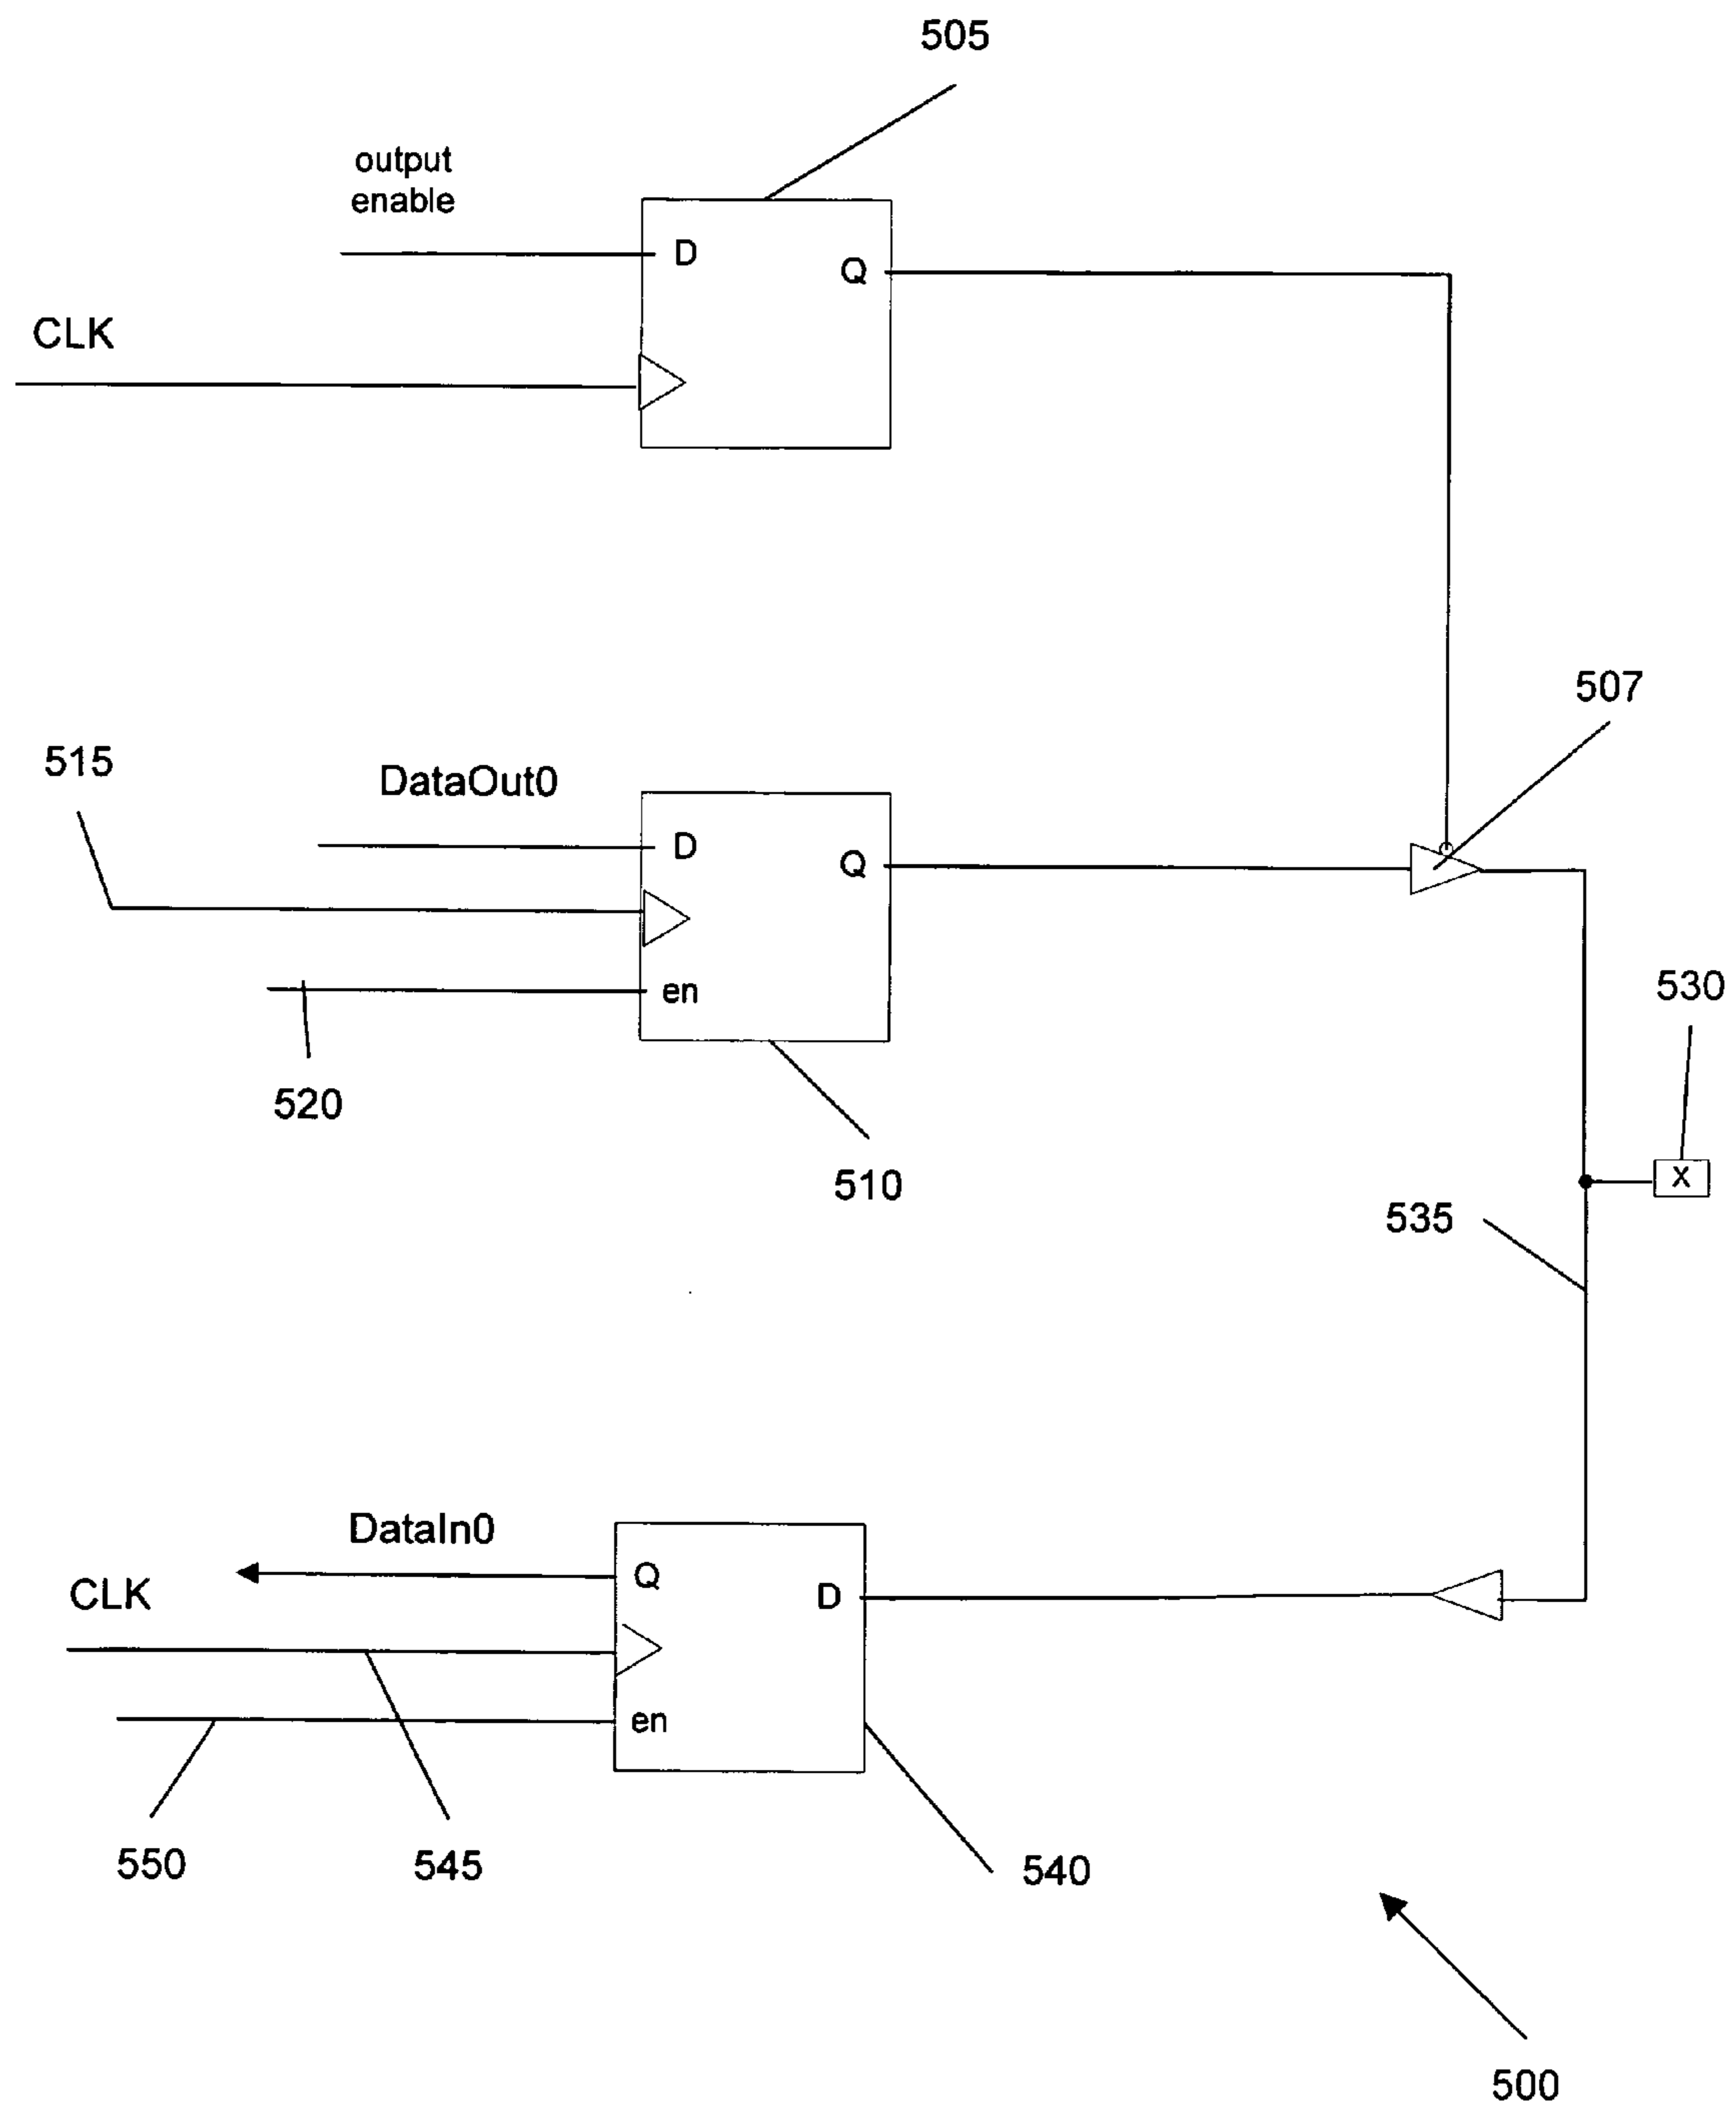 505
output
enable
D
Q
CLK
507
515
DataOut0
D
Q
en
530
520
510
X
535
DataIn0
Q
D
CLK
en
550
545
540
500